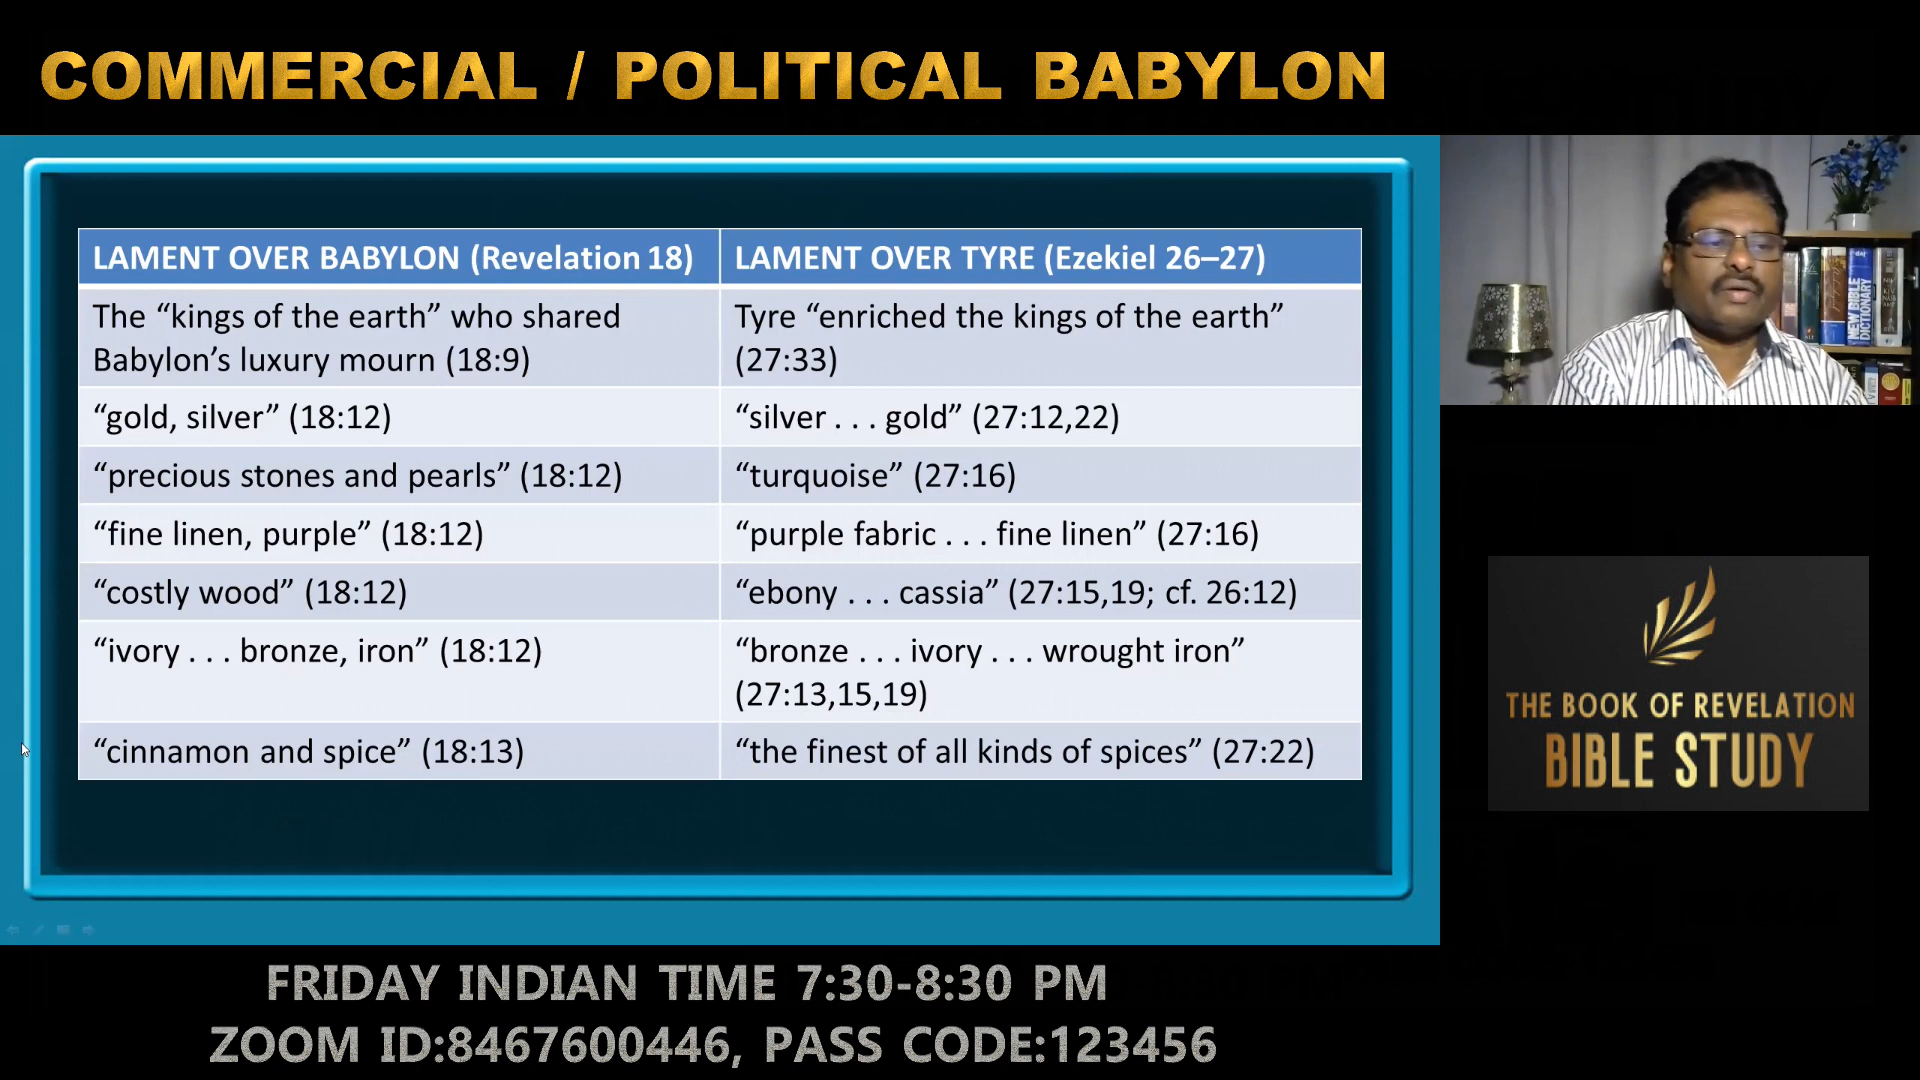 COMMERCIAL / POLITICAL BABYLON
LAMENT OVER BABYLON (Revelation 18)
LAMENT OVER TYRE (Ezekiel 26–27)
The “kings of the earth” who shared
Babylon’s luxury mourn (18:9)
Tyre “enriched the kings of the earth”
(27:33)
“gold, silver” (18:12)
“silver . . . gold” (27:12,22)
“precious stones and pearls” (18:12)
“turquoise” (27:16)
“fine linen, purple” (18:12)
“purple fabric . . . fine linen” (27:16)
“costly wood” (18:12)
“ebony . . . cassia” (27:15,19; cf. 26:12)
“ivory . . . bronze, iron” (18:12)
“bronze . . . ivory . . . wrought iron”
(27:13,15,19)
“cinnamon and spice” (18:13)
“the finest of all kinds of spices” (27:22)
NEW BIBLE
DICTIONARY
THE BOOK OF REVELATION
BIBLE STUDY
FRIDAY INDIAN TIME 7:30-8:30 PM
ZOOM ID:8467600446, PASS CODE:123456